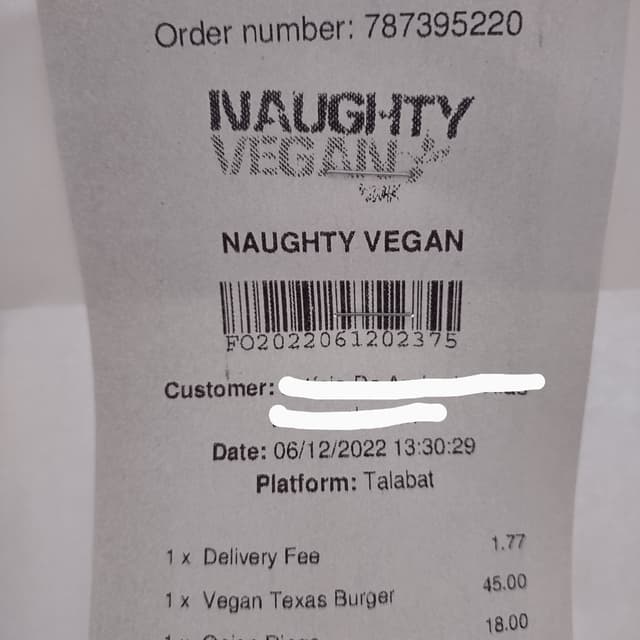 Order number: 787395220
NAUGHTY
VEGAN
NAUGHTY VEGAN
FO2022061202375
Customer:
Date: 06/12/2022 13:30:29
Platform: Talabat
1 x Delivery Fee 1.77
1 x Vegan Texas Burger 45.00
18.00